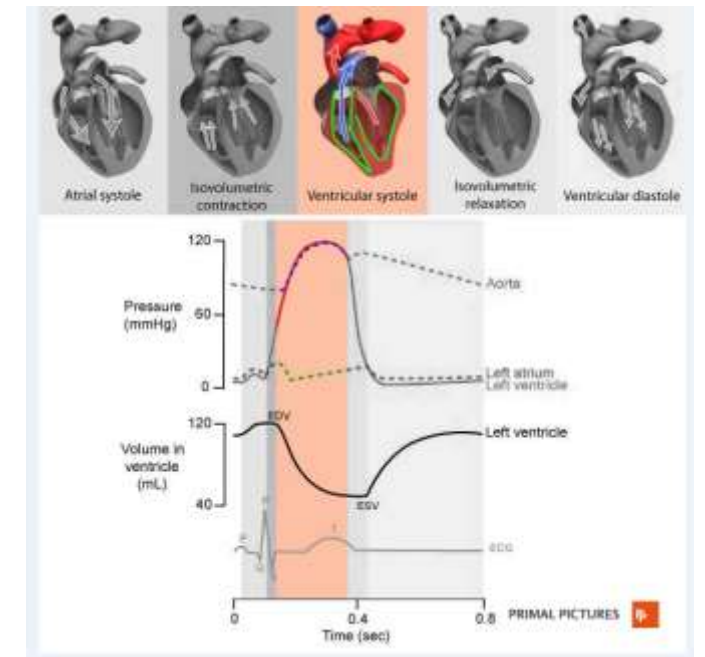 Atrial systole
Isovolumetric
contraction
Ventricular systole
Isovolumetric
relaxation
Ventricular diastole
120
Aorta
Pressure
(mmHg)
60
Left atrium
0
Left ventricle
EDV
120
Left ventricle
Volume in
ventricle
(mL)
40
ESV
R
P
T
Q
ECG
0
0.4
0.8
Time (sec)
PRIMAL PICTURES